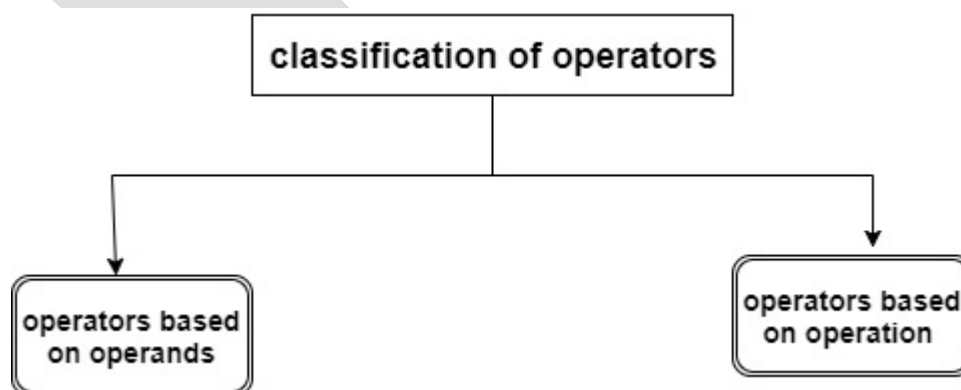 classification of operators
operators based
on operands
operators based
on operation